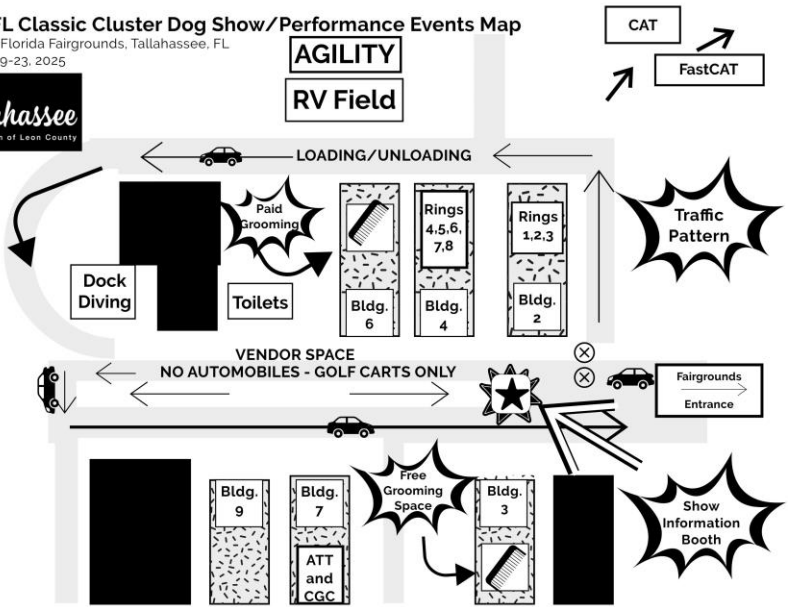 FL Classic Cluster Dog Show/Performance Events Map
Florida Fairgrounds, Tallahassee, FL
9-23, 2025
AGILITY
RV Field
CAT
FastCAT
of Leon County
LOADING/UNLOADING
Paid
Grooming
Rings
4,5,6,
7,8
Rings
1,2,3
Traffic
Pattern
Dock
Diving
Toilets
Bldg.
6
Bldg.
4
Bldg.
2
VENDOR SPACE
NO AUTOMOBILES - GOLF CARTS ONLY
Fairgrounds
Entrance
Bldg.
9
Bldg.
7
ATT
and
CGC
Free
Grooming
Space
Bldg.
3
Show
Information
Booth